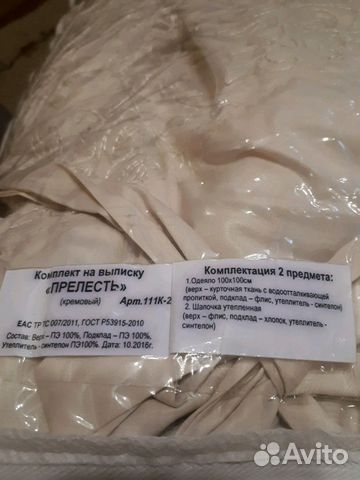 Комплект на выписку
«ПРЕЛЕСТЬ»
(кремовый) Арт.111К-2
ЕАС ТР ТС 007/2011, ГОСТ Р53915-2010
Состав: Верх – ПЭ 100%, Подклад – ПЭ 100%,
Утеплитель - синтепон ПЭ100%. Дата: 10.2016г.
Комплектация 2 предмета:
1.Одеяло 100х100см
(верх – курточная ткань с водоотталкивающей
пропиткой, подклад – флис, утеплитель - синтепон)
2. Шапочка утепленная
(верх – флис, подклад – хлопок, утеплитель -
синтепон)
Avito